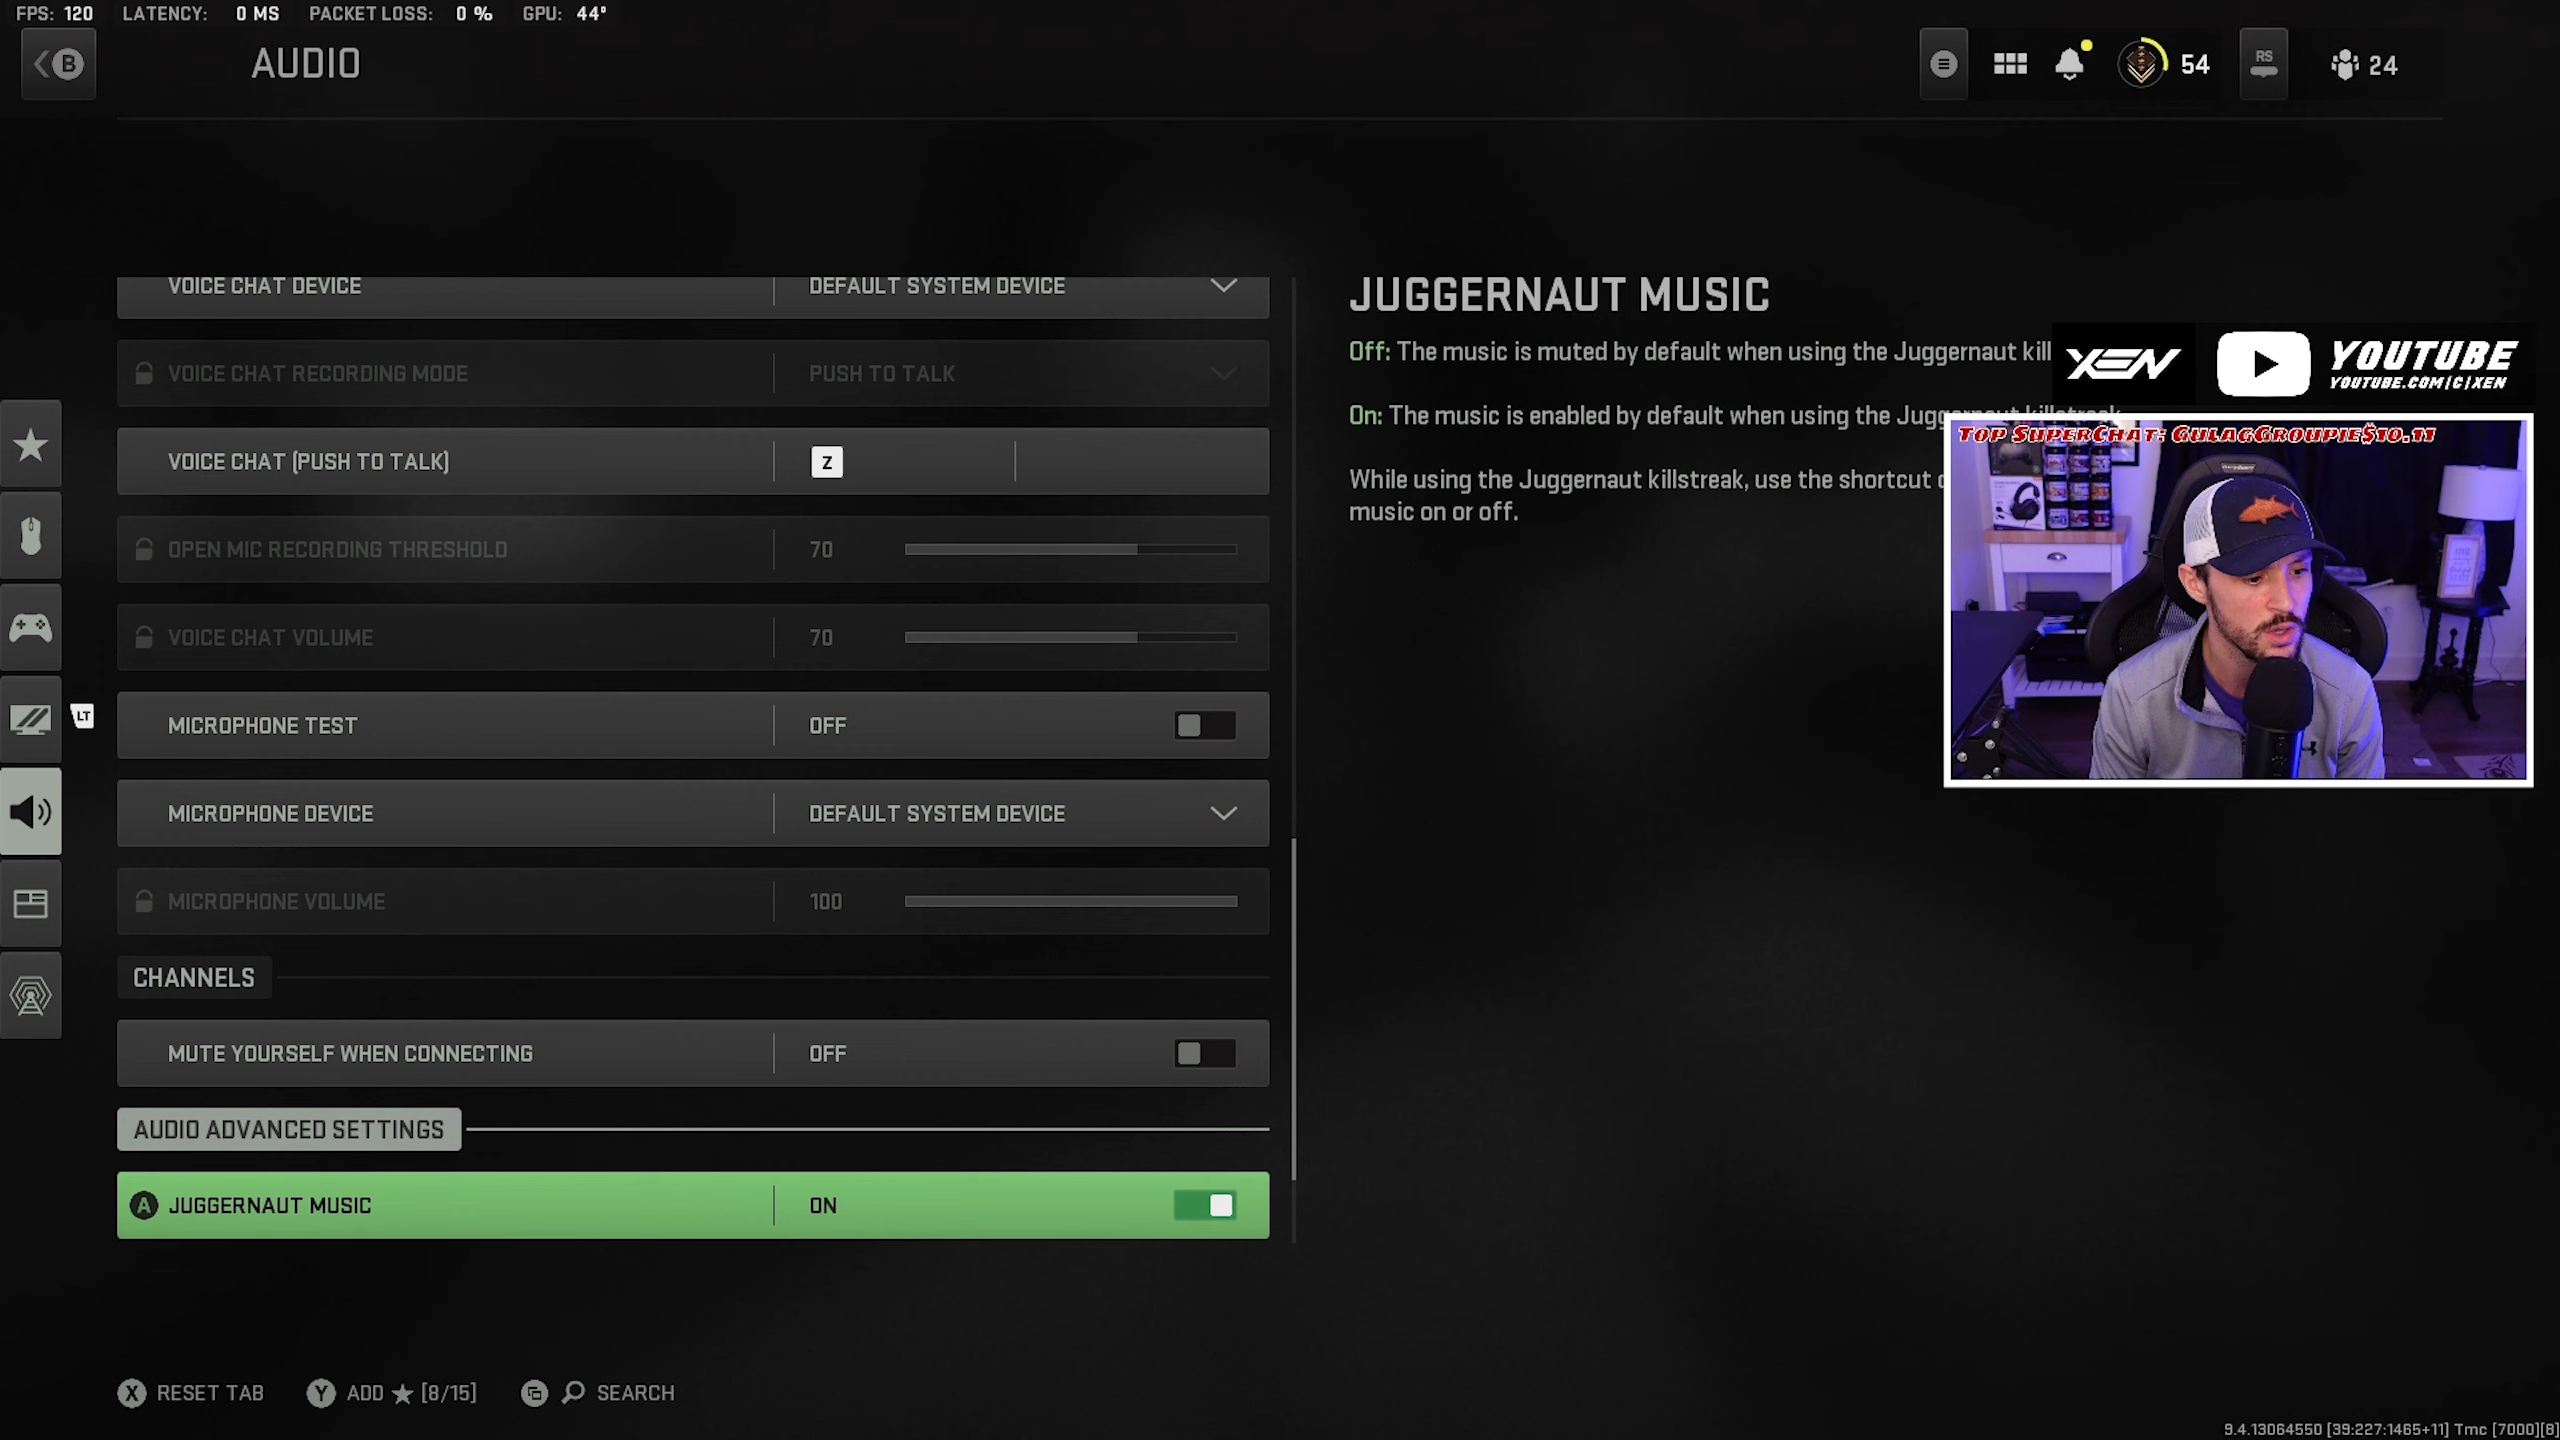 FPS: 120 LATENCY: 0 MS PACKET LOSS: 0 % GPU: 44°
B AUDIO 54 RS 24
VOICE CHAT DEVICE DEFAULT SYSTEM DEVICE
VOICE CHAT RECORDING MODE PUSH TO TALK
VOICE CHAT (PUSH TO TALK) Z
OPEN MIC RECORDING THRESHOLD 70
VOICE CHAT VOLUME 70
LT
MICROPHONE TEST OFF
MICROPHONE DEVICE DEFAULT SYSTEM DEVICE
MICROPHONE VOLUME 100
CHANNELS
MUTE YOURSELF WHEN CONNECTING OFF
AUDIO ADVANCED SETTINGS
A JUGGERNAUT MUSIC ON
JUGGERNAUT MUSIC
Off: The music is muted by default when using the Juggernaut kill
On: The music is enabled by default when using the Juggernaut killstreak
While using the Juggernaut killstreak, use the shortcut
music on or off.
XEN YOUTUBE
YOUTUBE.COM/C/XEN
TOP SUPERCHAT: GULAGGROUPIE$10.11
X RESET TAB Y ADD ★ [8/15] SEARCH
9.4.13064550 [39:227:1465+11] Tmc [7000][8]